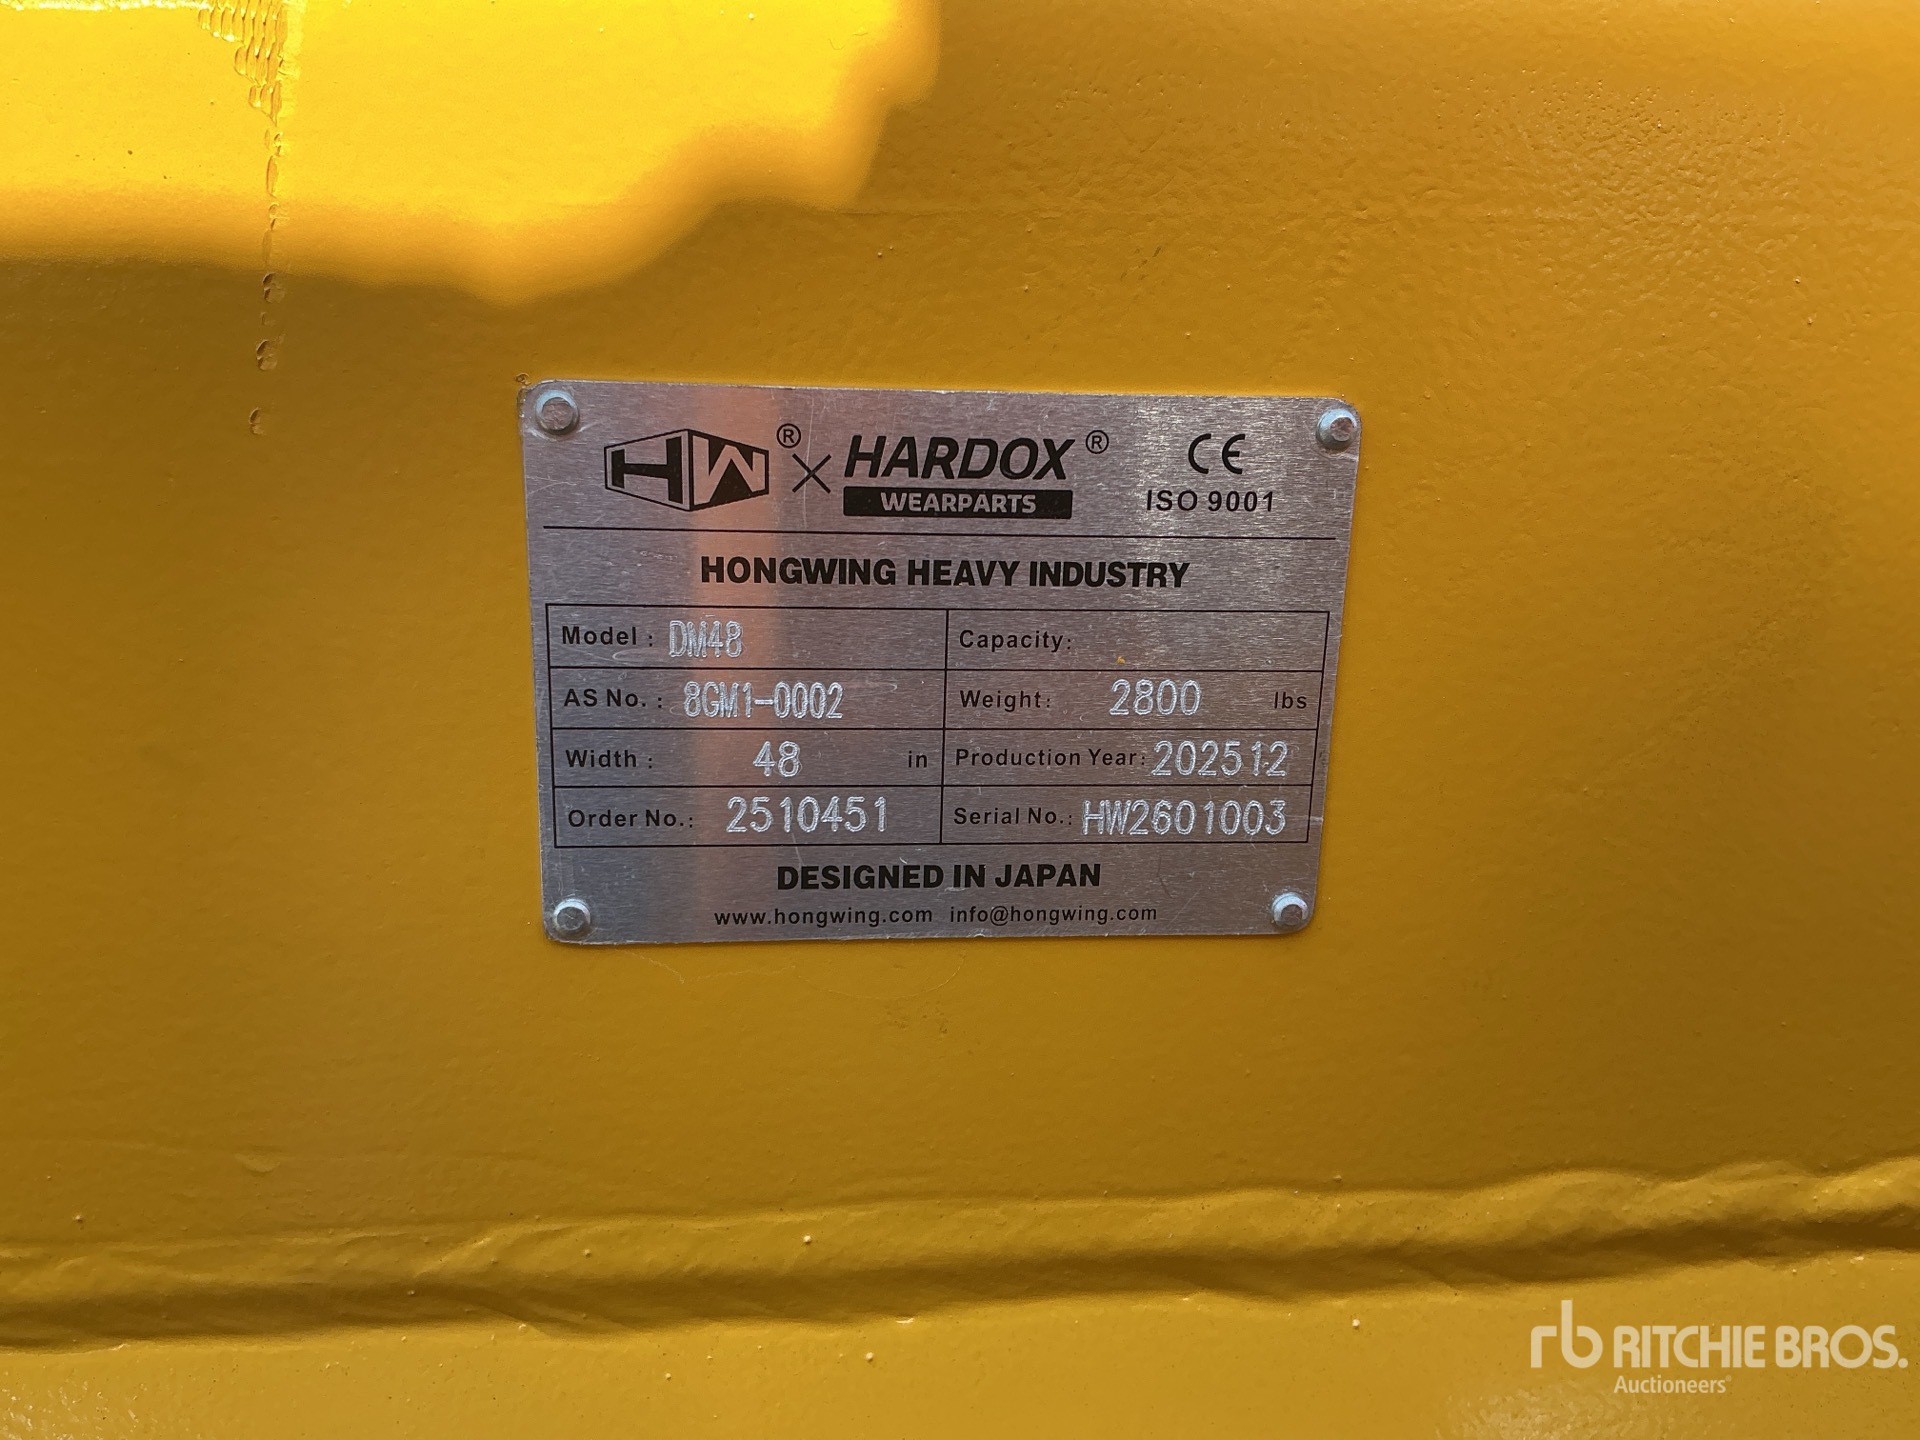 HW® × HARDOX® CE
WEARPARTS ISO 9001
HONGWING HEAVY INDUSTRY
Model : DM48 Capacity:
AS No. : 8GM1-0002 Weight: 2800 lbs
Width : 48 in Production Year: 202512
Order No.: 2510451 Serial No.: HW2601003
DESIGNED IN JAPAN
www.hongwing.com info@hongwing.com
rb RITCHIE BROS.
Auctioneers